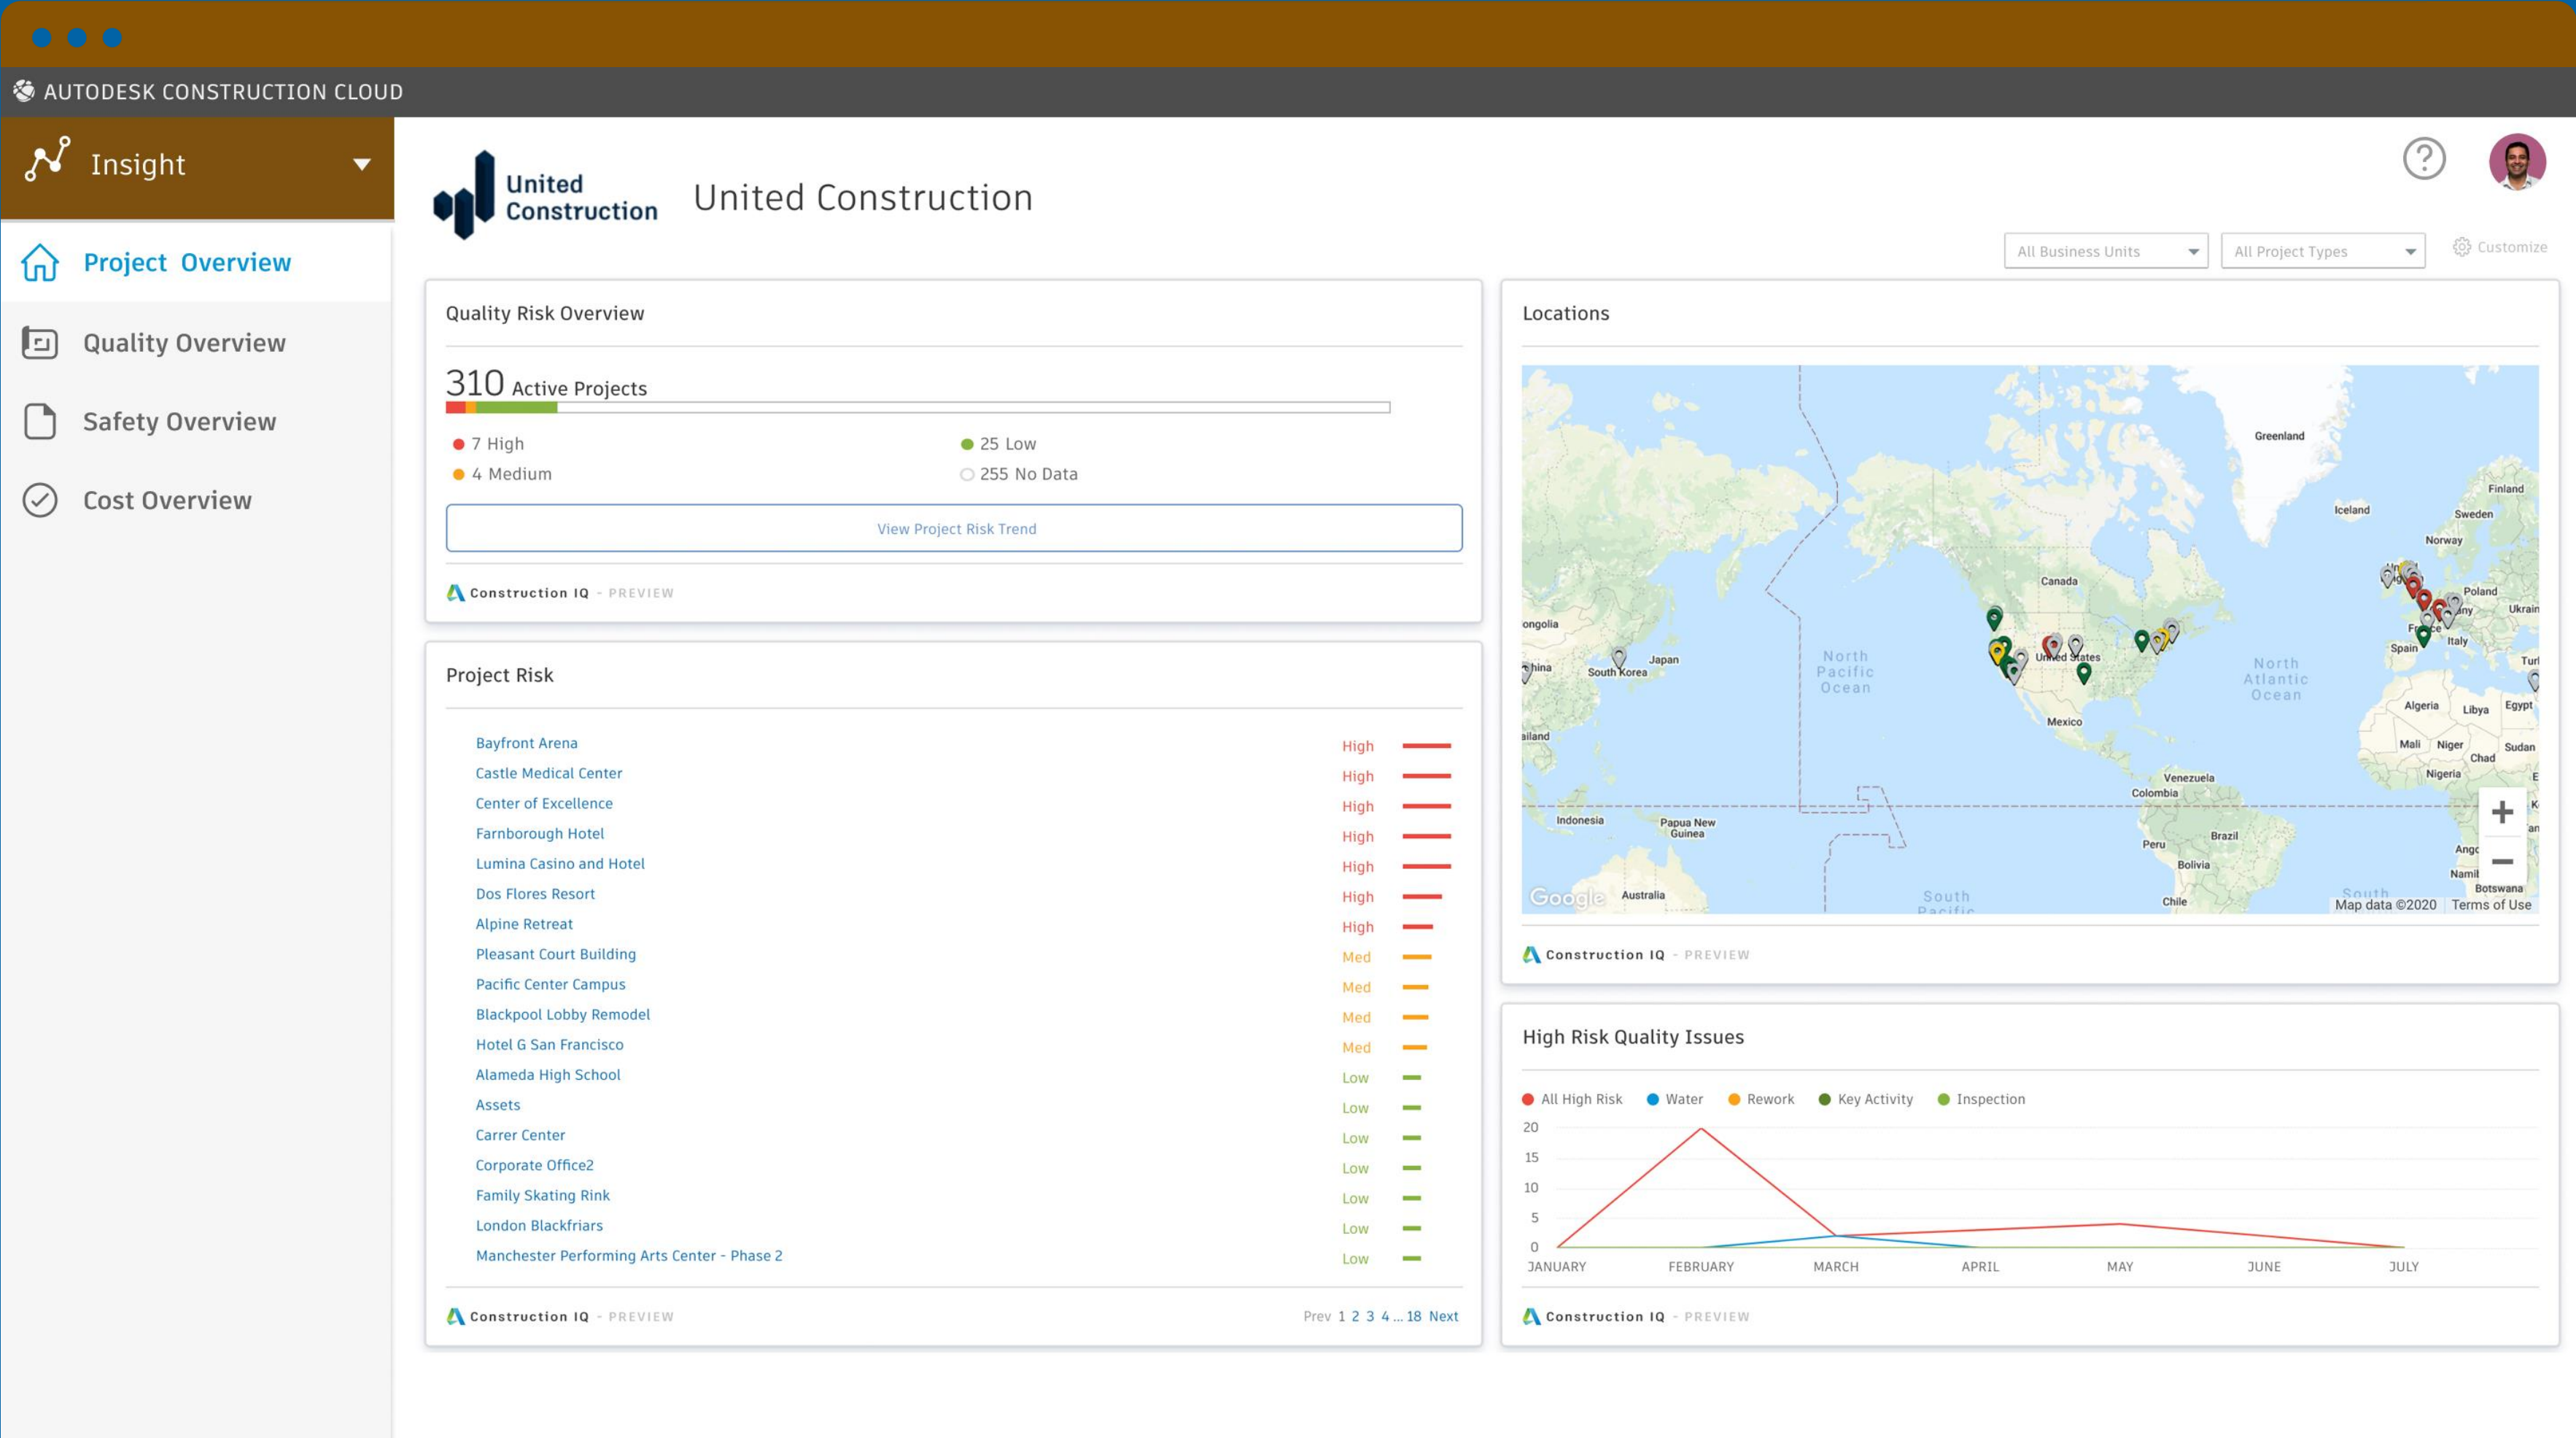 AUTODESK CONSTRUCTION CLOUD
Insight
Project Overview
Quality Overview
Safety Overview
Cost Overview
United
Construction
United Construction
All Business Units
All Project Types
Customize
Quality Risk Overview
310 Active Projects
7 High
25 Low
4 Medium
255 No Data
View Project Risk Trend
Construction IQ - PREVIEW
Project Risk
Bayfront Arena High
Castle Medical Center High
Center of Excellence High
Farnborough Hotel High
Lumina Casino and Hotel High
Dos Flores Resort High
Alpine Retreat High
Pleasant Court Building Med
Pacific Center Campus Med
Blackpool Lobby Remodel Med
Hotel G San Francisco Med
Alameda High School Low
Assets Low
Carrer Center Low
Corporate Office2 Low
Family Skating Rink Low
London Blackfriars Low
Manchester Performing Arts Center - Phase 2 Low
Construction IQ - PREVIEW
Prev 1 2 3 4 ... 18 Next
Locations
Greenland
Finland
Iceland
Sweden
Norway
Canada
Poland
Ukrain
ongolia
France
Italy
Spain
Japan
United States
hina
South Korea
North
Pacific
Ocean
North
Atlantic
Ocean
Tur
Algeria
Libya
Egypt
Mexico
ailand
Mali
Niger
Sudan
Chad
Nigeria
Venezuela
Colombia
Indonesia
Papua New
Guinea
Brazil
Peru
Ango
Bolivia
Namil
Botswana
Google
Australia
South
Pacific
Chile
South
Map data ©2020
Terms of Use
Construction IQ - PREVIEW
High Risk Quality Issues
All High Risk
Water
Rework
Key Activity
Inspection
20
15
10
5
0
JANUARY
FEBRUARY
MARCH
APRIL
MAY
JUNE
JULY
Construction IQ - PREVIEW